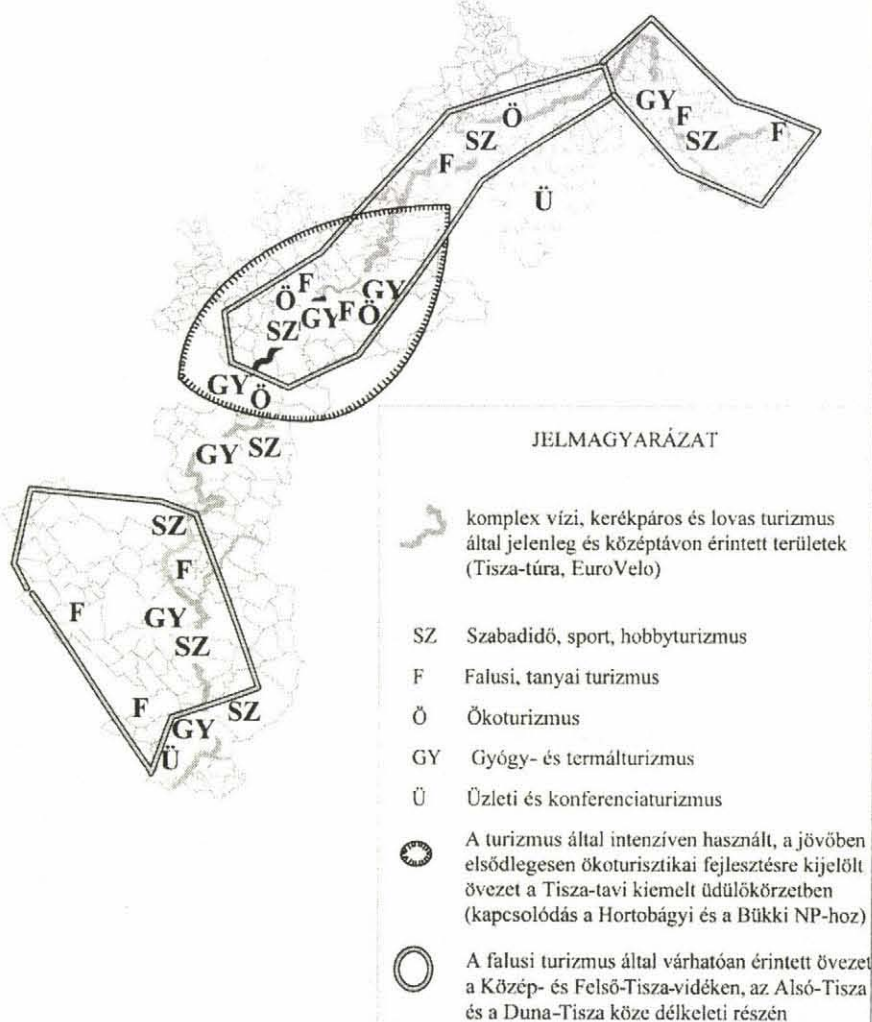 GY
F
SZ
F
Ö
SZ
F
Ü
F
Ö
GY
SZ
GY
F
Ö
GY
Ö
GY
SZ
SZ
F
F
GY
SZ
F
SZ
GY
Ü
JELMAGYARÁZAT
komplex vízi, kerékpáros és lovas turizmus
által jelenleg és középtávon érintett területek
(Tisza-túra, EuroVelo)
SZ Szabadidő, sport, hobbyturizmus
F Falusi, tanyai turizmus
Ö Ökoturizmus
GY Gyógy- és termálturizmus
Ü Üzleti és konferenciaturizmus
A turizmus által intenzíven használt, a jövőben
elsődlegesen ökoturisztikai fejlesztésre kijelölt
övezet a Tisza-tavi kiemelt üdülőkörzetben
(kapcsolódás a Hortobágyi és a Bükki NP-hoz)
A falusi turizmus által várhatóan érintett övezet
a Közép- és Felső-Tisza-vidéken, az Alsó-Tisza
és a Duna-Tisza köze délkeleti részén